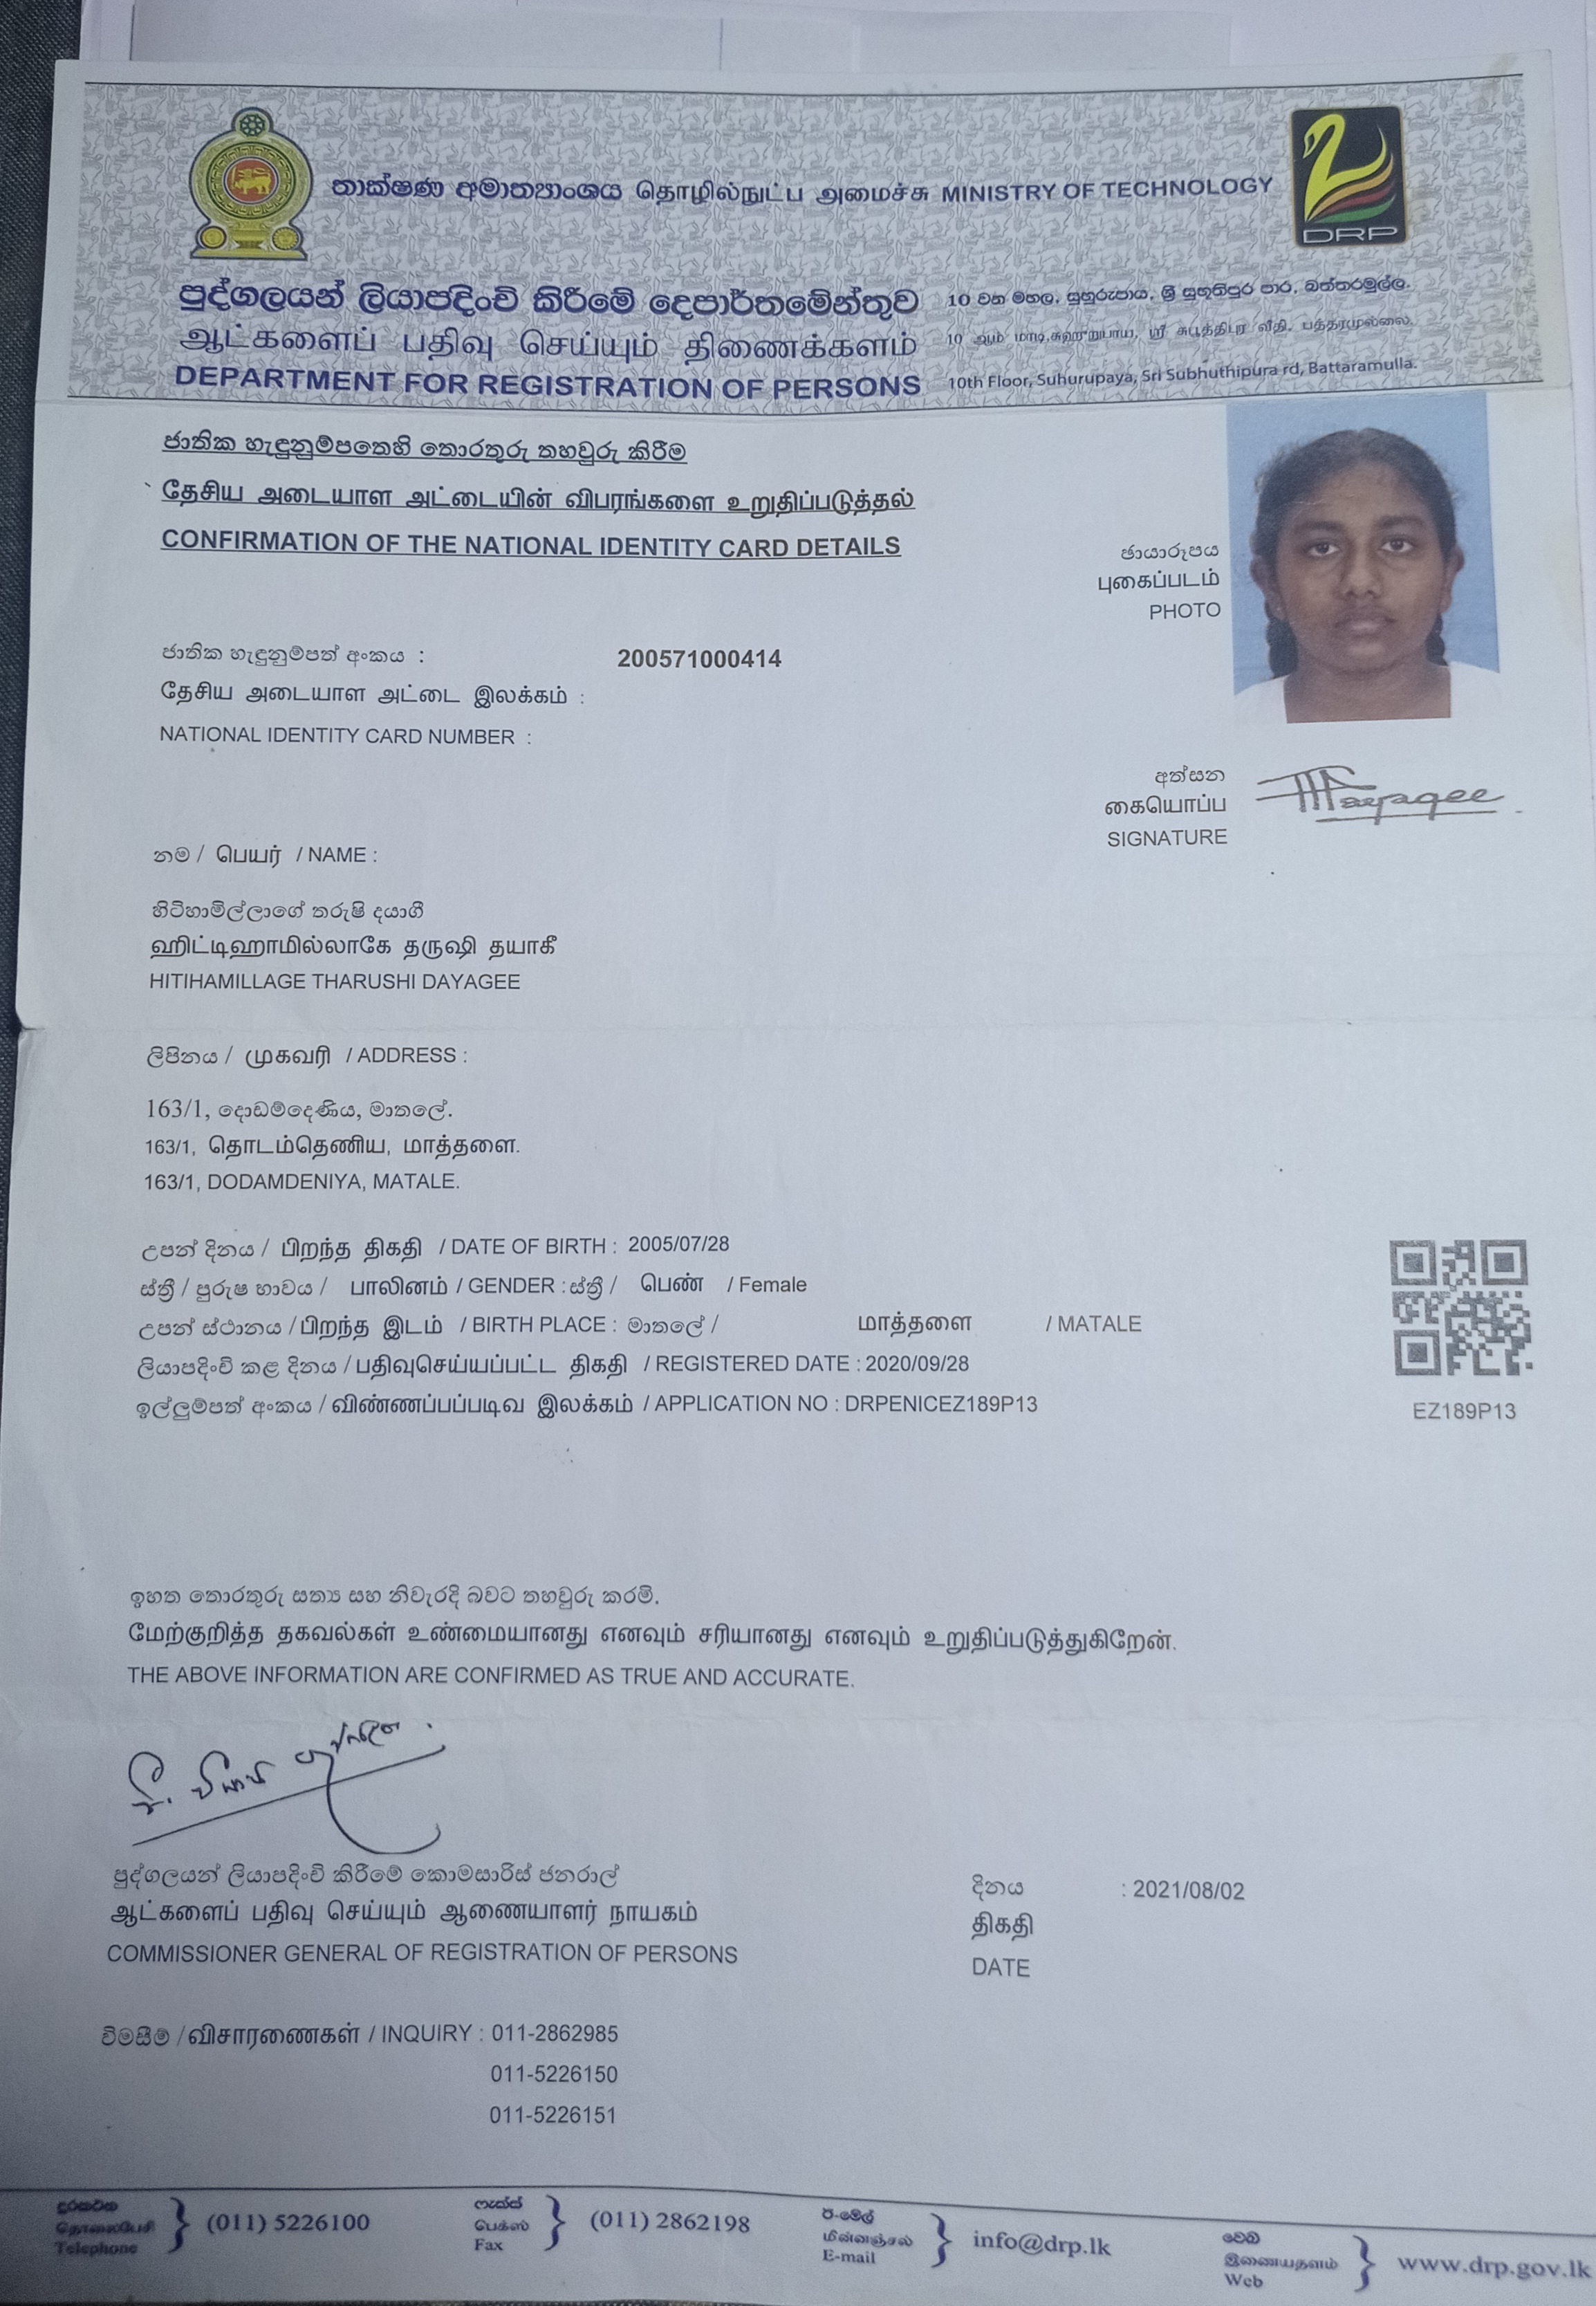 තාක්ෂණ අමාත්‍යාංශය தொழில்நுட்ப அமைச்சு MINISTRY OF TECHNOLOGY
DRP
පුද්ගලයන් ලියාපදිංචි කිරීමේ දෙපාර්තමේන්තුව 10 වන මහල, සුහුරුපාය, ශ්‍රී සුභූතිපුර පාර, බත්තරමුල්ල.
ஆட்களைப் பதிவு செய்யும் திணைக்களம் 10 ஆம் மாடி, சுஹுறுபாய, ஸ்ரீ சுபூத்திபுர வீதி, பத்தரமுல்லை.
DEPARTMENT FOR REGISTRATION OF PERSONS 10th Floor, Suhurupaya, Sri Subhuthipura rd, Battaramulla.
ජාතික හැඳුනුම්පතෙහි තොරතුරු තහවුරු කිරීම
தேசிய அடையாள அட்டையின் விபரங்களை உறுதிப்படுத்தல்
CONFIRMATION OF THE NATIONAL IDENTITY CARD DETAILS
ඡායාරූපය
புகைப்படம்
PHOTO
ජාතික හැඳුනුම්පත් අංකය : 200571000414
தேசிய அடையாள அட்டை இலக்கம் :
NATIONAL IDENTITY CARD NUMBER :
අත්සන
கையொப்ப
SIGNATURE
නම / பெயர் / NAME :
හිටිහාමිල්ලාගේ තරුෂි දයාගී
ஹிட்டிஹாமில்லாகே தருஷி தயாகீ
HITIHAMILLAGE THARUSHI DAYAGEE
ලිපිනය / முகவரி / ADDRESS :
163/1, දොඩම්දෙණිය, මාතලේ.
163/1, தொடம்தெணிய, மாத்தளை.
163/1, DODAMDENIYA, MATALE.
උපන් දිනය / பிறந்த திகதி / DATE OF BIRTH : 2005/07/28
ස්ත්‍රී / පුරුෂ භාවය / பாலினம் / GENDER : ස්ත්‍රී / பெண் / Female
උපන් ස්ථානය / பிறந்த இடம் / BIRTH PLACE : මාතලේ / மாத்தளை / MATALE
ලියාපදිංචි කළ දිනය / பதிவுசெய்யப்பட்ட திகதி / REGISTERED DATE : 2020/09/28
ඉල්ලුම්පත් අංකය / விண்ணப்பப்படிவ இலக்கம் / APPLICATION NO : DRPENICEZ189P13
EZ189P13
ඉහත තොරතුරු සත්‍ය සහ නිවැරදි බවට තහවුරු කරමි.
மேற்குறித்த தகவல்கள் உண்மையானது எனவும் சரியானது எனவும் உறுதிப்படுத்துகிறேன்.
THE ABOVE INFORMATION ARE CONFIRMED AS TRUE AND ACCURATE.
පුද්ගලයන් ලියාපදිංචි කිරීමේ කොමසාරිස් ජනරාල්
ஆட்களைப் பதிவு செய்யும் ஆணையாளர் நாயகம்
COMMISSIONER GENERAL OF REGISTRATION OF PERSONS
දිනය : 2021/08/02
திகதி
DATE
විමසීම් / விசாரணைகள் / INQUIRY : 011-2862985
011-5226150
011-5226151
දුරකථන
தொலைபேசி
Telephone
(011) 5226100
ෆැක්ස්
பெக்ஸ்
Fax
(011) 2862198
ඊ-මේල්
மின்னஞ்சல்
E-mail
info@drp.lk
වෙබ්
இணையதளம்
Web
www.drp.gov.lk